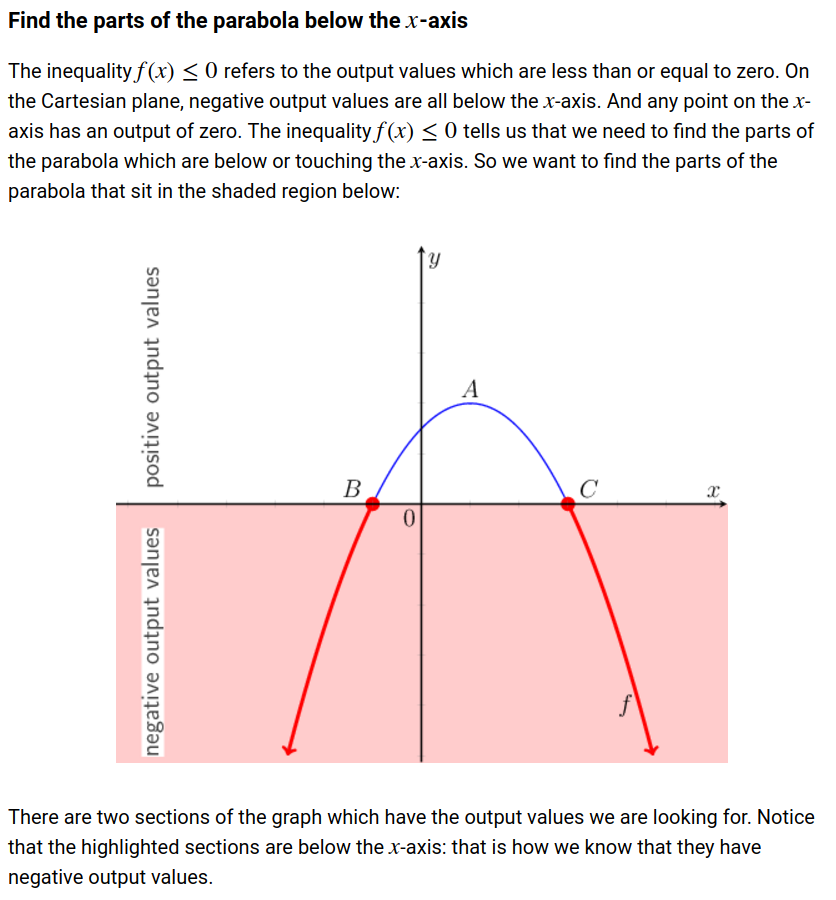 Find the parts of the parabola below the x-axis
The inequality f(x) ≤ 0 refers to the output values which are less than or equal to zero. On
the Cartesian plane, negative output values are all below the x-axis. And any point on the x-
axis has an output of zero. The inequality f(x) ≤ 0 tells us that we need to find the parts of
the parabola which are below or touching the x-axis. So we want to find the parts of the
parabola that sit in the shaded region below:
y
positive output values
A
B
C
x
0
negative output values
f
There are two sections of the graph which have the output values we are looking for. Notice
that the highlighted sections are below the x-axis: that is how we know that they have
negative output values.